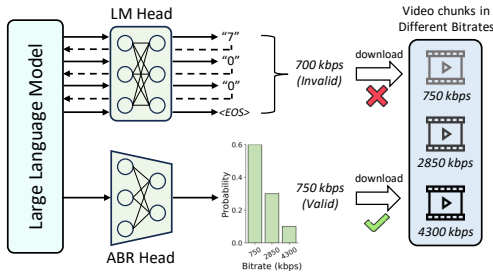 Large Language Model
LM Head
"7"
"0"
"0"
<EOS>
700 kbps
(Invalid)
download
Video chunks in
Different Bitrates
750 kbps
2850 kbps
4300 kbps
ABR Head
Probability
0.6
0.4
0.2
0.0
750
2850
4300
Bitrate (kbps)
750 kbps
(Valid)
download